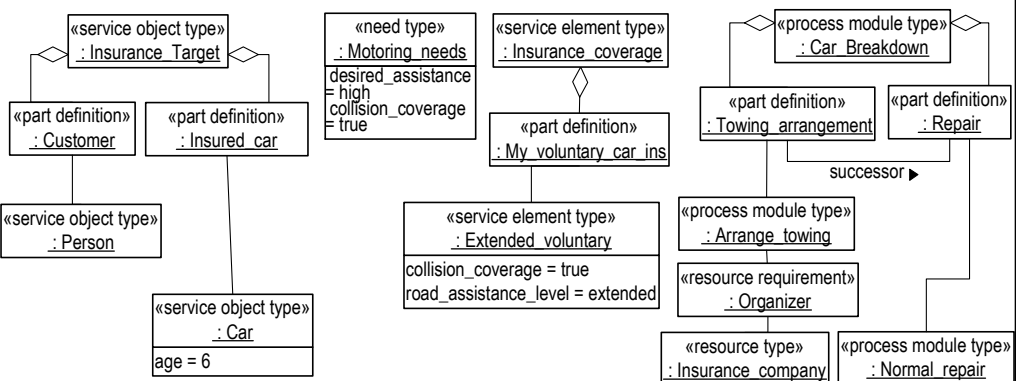 «service object type»
: Insurance_Target
«part definition»
: Customer
«part definition»
: Insured_car
«service object type»
: Person
«service object type»
: Car
age = 6
«need type»
: Motoring_needs
desired_assistance
= high
collision_coverage
= true
«service element type»
: Insurance_coverage
«part definition»
: My_voluntary_car_ins
«service element type»
: Extended_voluntary
collision_coverage = true
road_assistance_level = extended
«process module type»
: Car_Breakdown
«part definition»
: Towing_arrangement
«part definition»
: Repair
successor
«process module type»
: Arrange_towing
«resource requirement»
: Organizer
«resource type»
: Insurance_company
«process module type»
: Normal_repair